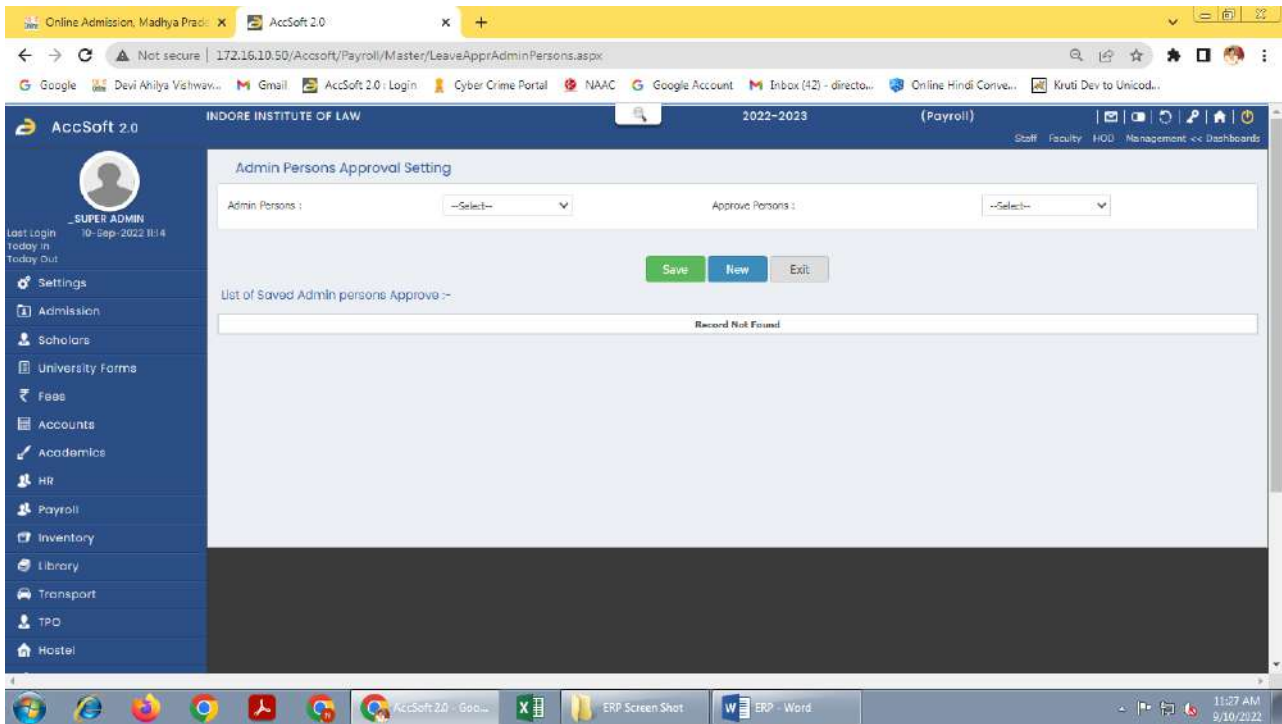 Online Admission, Madhya Prade
AccSoft 2.0
Not secure | 172.16.10.50/Accsoft/Payroll/Master/LeaveApprAdminPersons.aspx
Google
Devi Ahilya Vishwav...
Gmail
AccSoft 2.0 : Login
Cyber Crime Portal
NAAC
Google Account
Inbox (42) - directo...
Online Hindi Conve...
Kruti Dev to Unicod...
AccSoft 2.0
INDORE INSTITUTE OF LAW
2022-2023
(Payroll)
Staff Faculty HOD Management << Dashboards
_SUPER ADMIN
Last Login 10-Sep-2022 11:14
Today In
Today Out
Admin Persons Approval Setting
Admin Persons :
--Select--
Approve Persons :
--Select--
Save
New
Exit
List of Saved Admin persons Approve :-
Record Not Found
Settings
Admission
Scholars
University Forms
Fees
Accounts
Academics
HR
Payroll
Inventory
Library
Transport
TPO
Hostel
AccSoft 2.0 - Goo...
ERP Screen Shot
ERP - Word
11:27 AM
9/10/2022